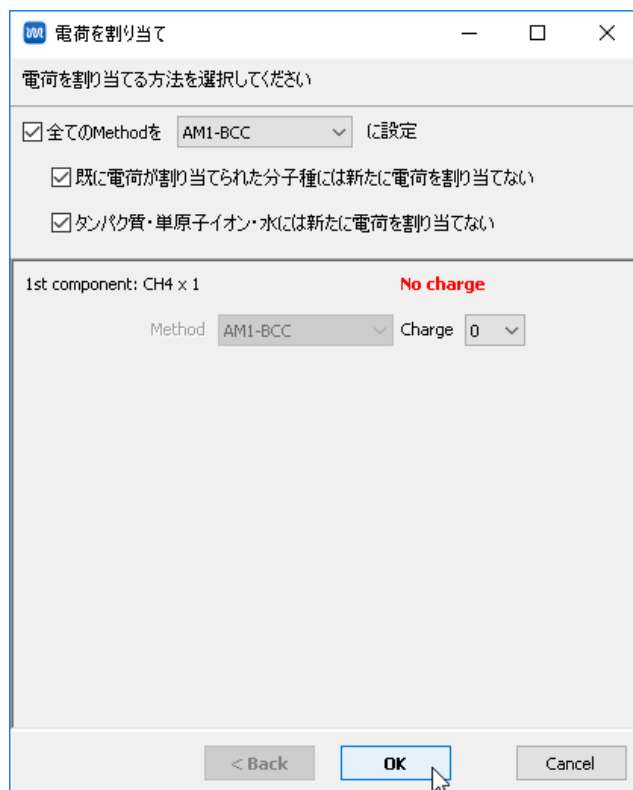 電荷を割り当て
電荷を割り当てる方法を選択してください
全てのMethodを AM1-BCC に設定
既に電荷が割り当てられた分子種には新たに電荷を割り当てない
タンパク質・単原子イオン・水には新たに電荷を割り当てない
1st component: CH4 x 1 No charge
Method AM1-BCC Charge 0
< Back OK Cancel